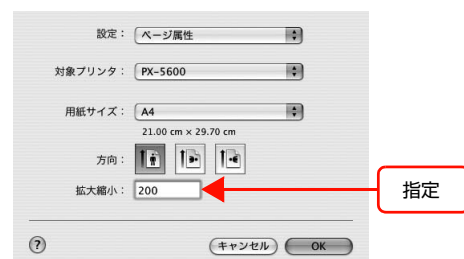 設定： ページ属性
対象プリンタ： PX-5600
用紙サイズ： A4
21.00 cm × 29.70 cm
方向：
拡大縮小： 200
指定
? キャンセル OK